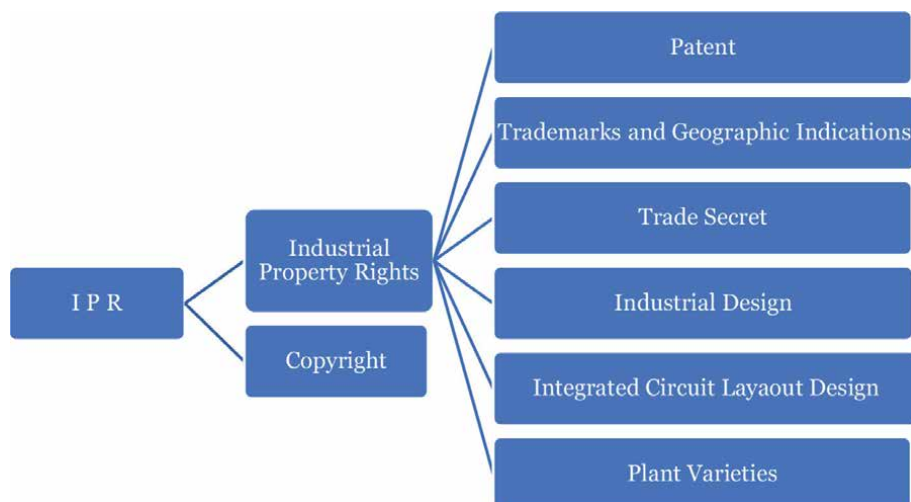 I P R
Industrial
Property Rights
Copyright
Patent
Trademarks and Geographic Indications
Trade Secret
Industrial Design
Integrated Circuit Layaout Design
Plant Varieties